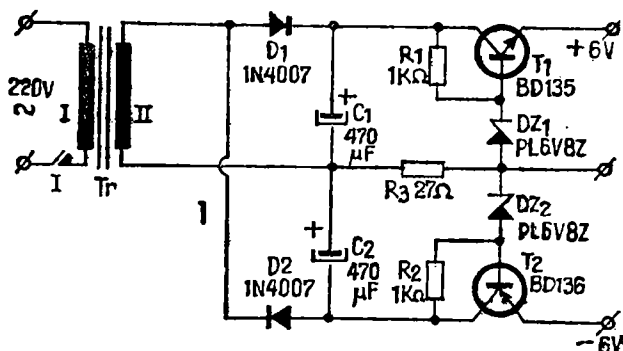 220V
I
II
I
Tr
1
D1
1N4007
C1
470
µF
R1
1KΩ
T1
BD135
+6V
DZ1
PL6V8Z
R3 27Ω
DZ2
PL6V8Z
D2
1N4007
C2
470
µF
R2
1KΩ
T2
BD136
-6V